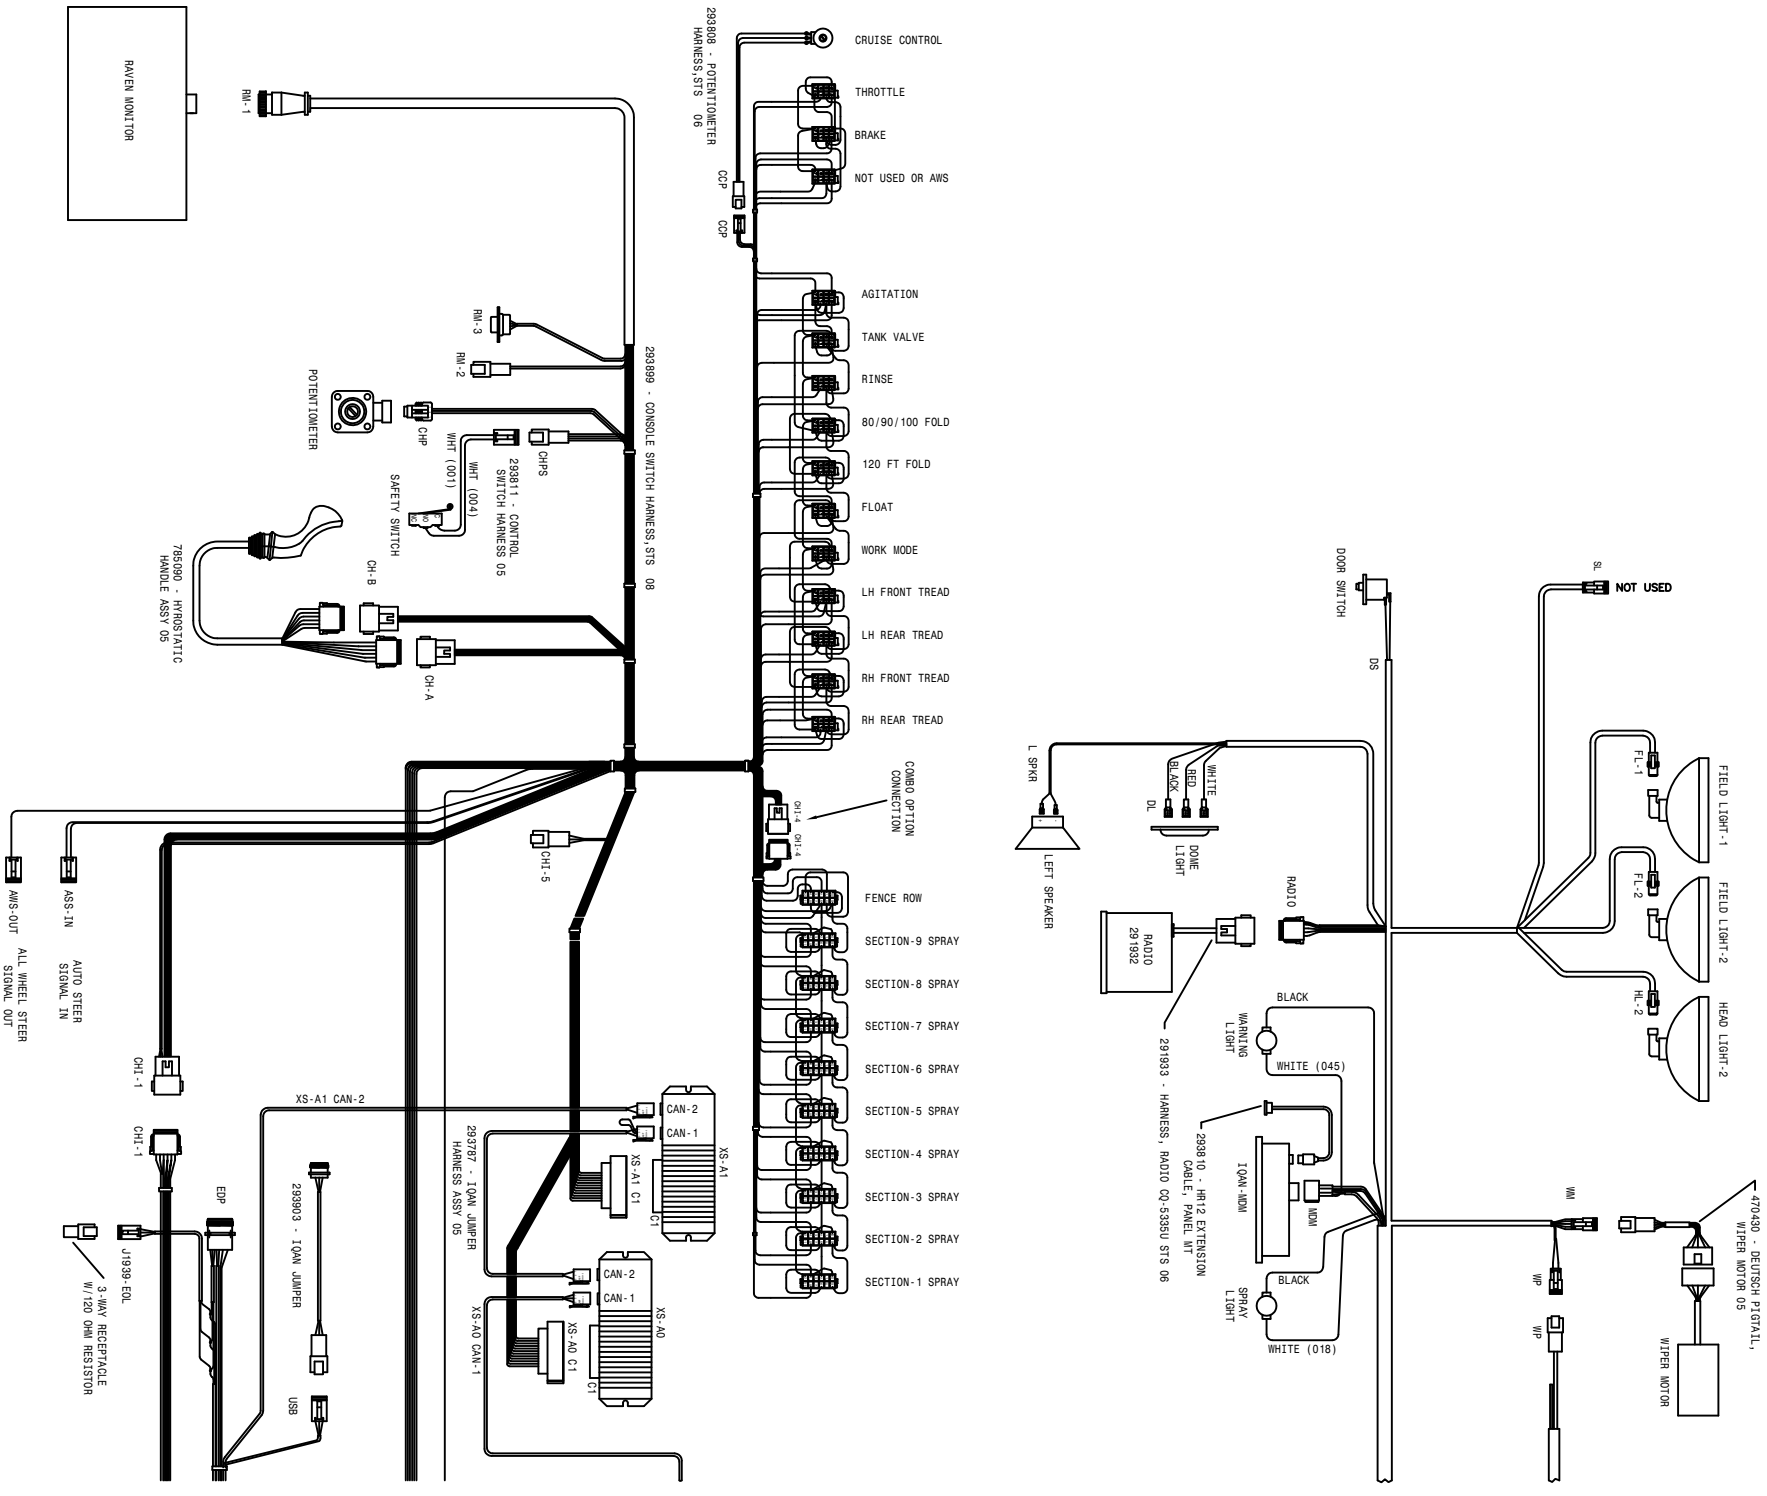 CRUISE CONTROL
THROTTLE
BRAKE
NOT USED OR AWS
293808 - POTENTIOMETER
HARNESS,STS 06
CCP
CCP
RAVEN MONITOR
RM-1
AGITATION
TANK VALVE
RINSE
80/90/100 FOLD
120 FT FOLD
FLOAT
WORK MODE
LH FRONT TREAD
LH REAR TREAD
RH FRONT TREAD
RH REAR TREAD
RM-3
RM-2
293899 - CONSOLE SWITCH HARNESS,STS 08
POTENTIOMETER
CHP
CHPS
WHT (001)
WHT (004)
293811 - CONTROL
SWITCH HARNESS 05
SAFETY SWITCH
C
NO
NC
785090 - HYROSTATIC
HANDLE ASSY 05
CH-B
CH-A
COMBO OPTION
CONNECTION
CHI-4
CHI-4
CHI-5
FENCE ROW
SECTION-9 SPRAY
SECTION-8 SPRAY
SECTION-7 SPRAY
SECTION-6 SPRAY
SECTION-5 SPRAY
SECTION-4 SPRAY
SECTION-3 SPRAY
SECTION-2 SPRAY
SECTION-1 SPRAY
AWS-OUT
ALL WHEEL STEER
SIGNAL OUT
ASS-IN
AUTO STEER
SIGNAL IN
CHI-1
CHI-1
XS-A1 CAN-2
CAN-2
CAN-1
XS-A1
XS-A1 C1
C1
293787 - IQAN JUMPER
HARNESS ASSY 05
CAN-2
CAN-1
XS-A0
XS-A0 C1
C1
XS-A0 CAN-1
EDP
293903 - IQAN JUMPER
USB
J1939-EOL
3-WAY RECEPTACLE
W/120 OHM RESISTOR
DOOR SWITCH
DS
SL
NOT USED
FL-1
FIELD LIGHT-1
FL-2
FIELD LIGHT-2
HL-2
HEAD LIGHT-2
L SPKR
LEFT SPEAKER
BLACK
RED
WHITE
DL
DOME
LIGHT
RADIO
RADIO
291932
291933 - HARNESS, RADIO CQ-5335U STS 06
BLACK
WARNING
LIGHT
WHITE (045)
293810 - HR12 EXTENSION
CABLE, PANEL MT
IQAN-MDM
MDM
BLACK
SPRAY
LIGHT
WHITE (018)
WM
WP
WP
470430 - DEUTSCH PIGTAIL,
WIPER MOTOR 05
WIPER MOTOR